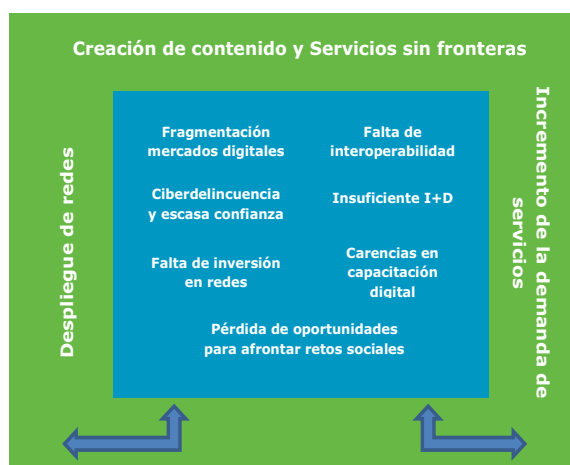 Creación de contenido y Servicios sin fronteras
Despliegue de redes
Fragmentación
mercados digitales
Falta de
interoperabilidad
Ciberdelincuencia
y escasa confianza
Insuficiente I+D
Falta de inversión
en redes
Carencias en
capacitación
digital
Pérdida de oportunidades
para afrontar retos sociales
Incremento de la demanda de
servicios